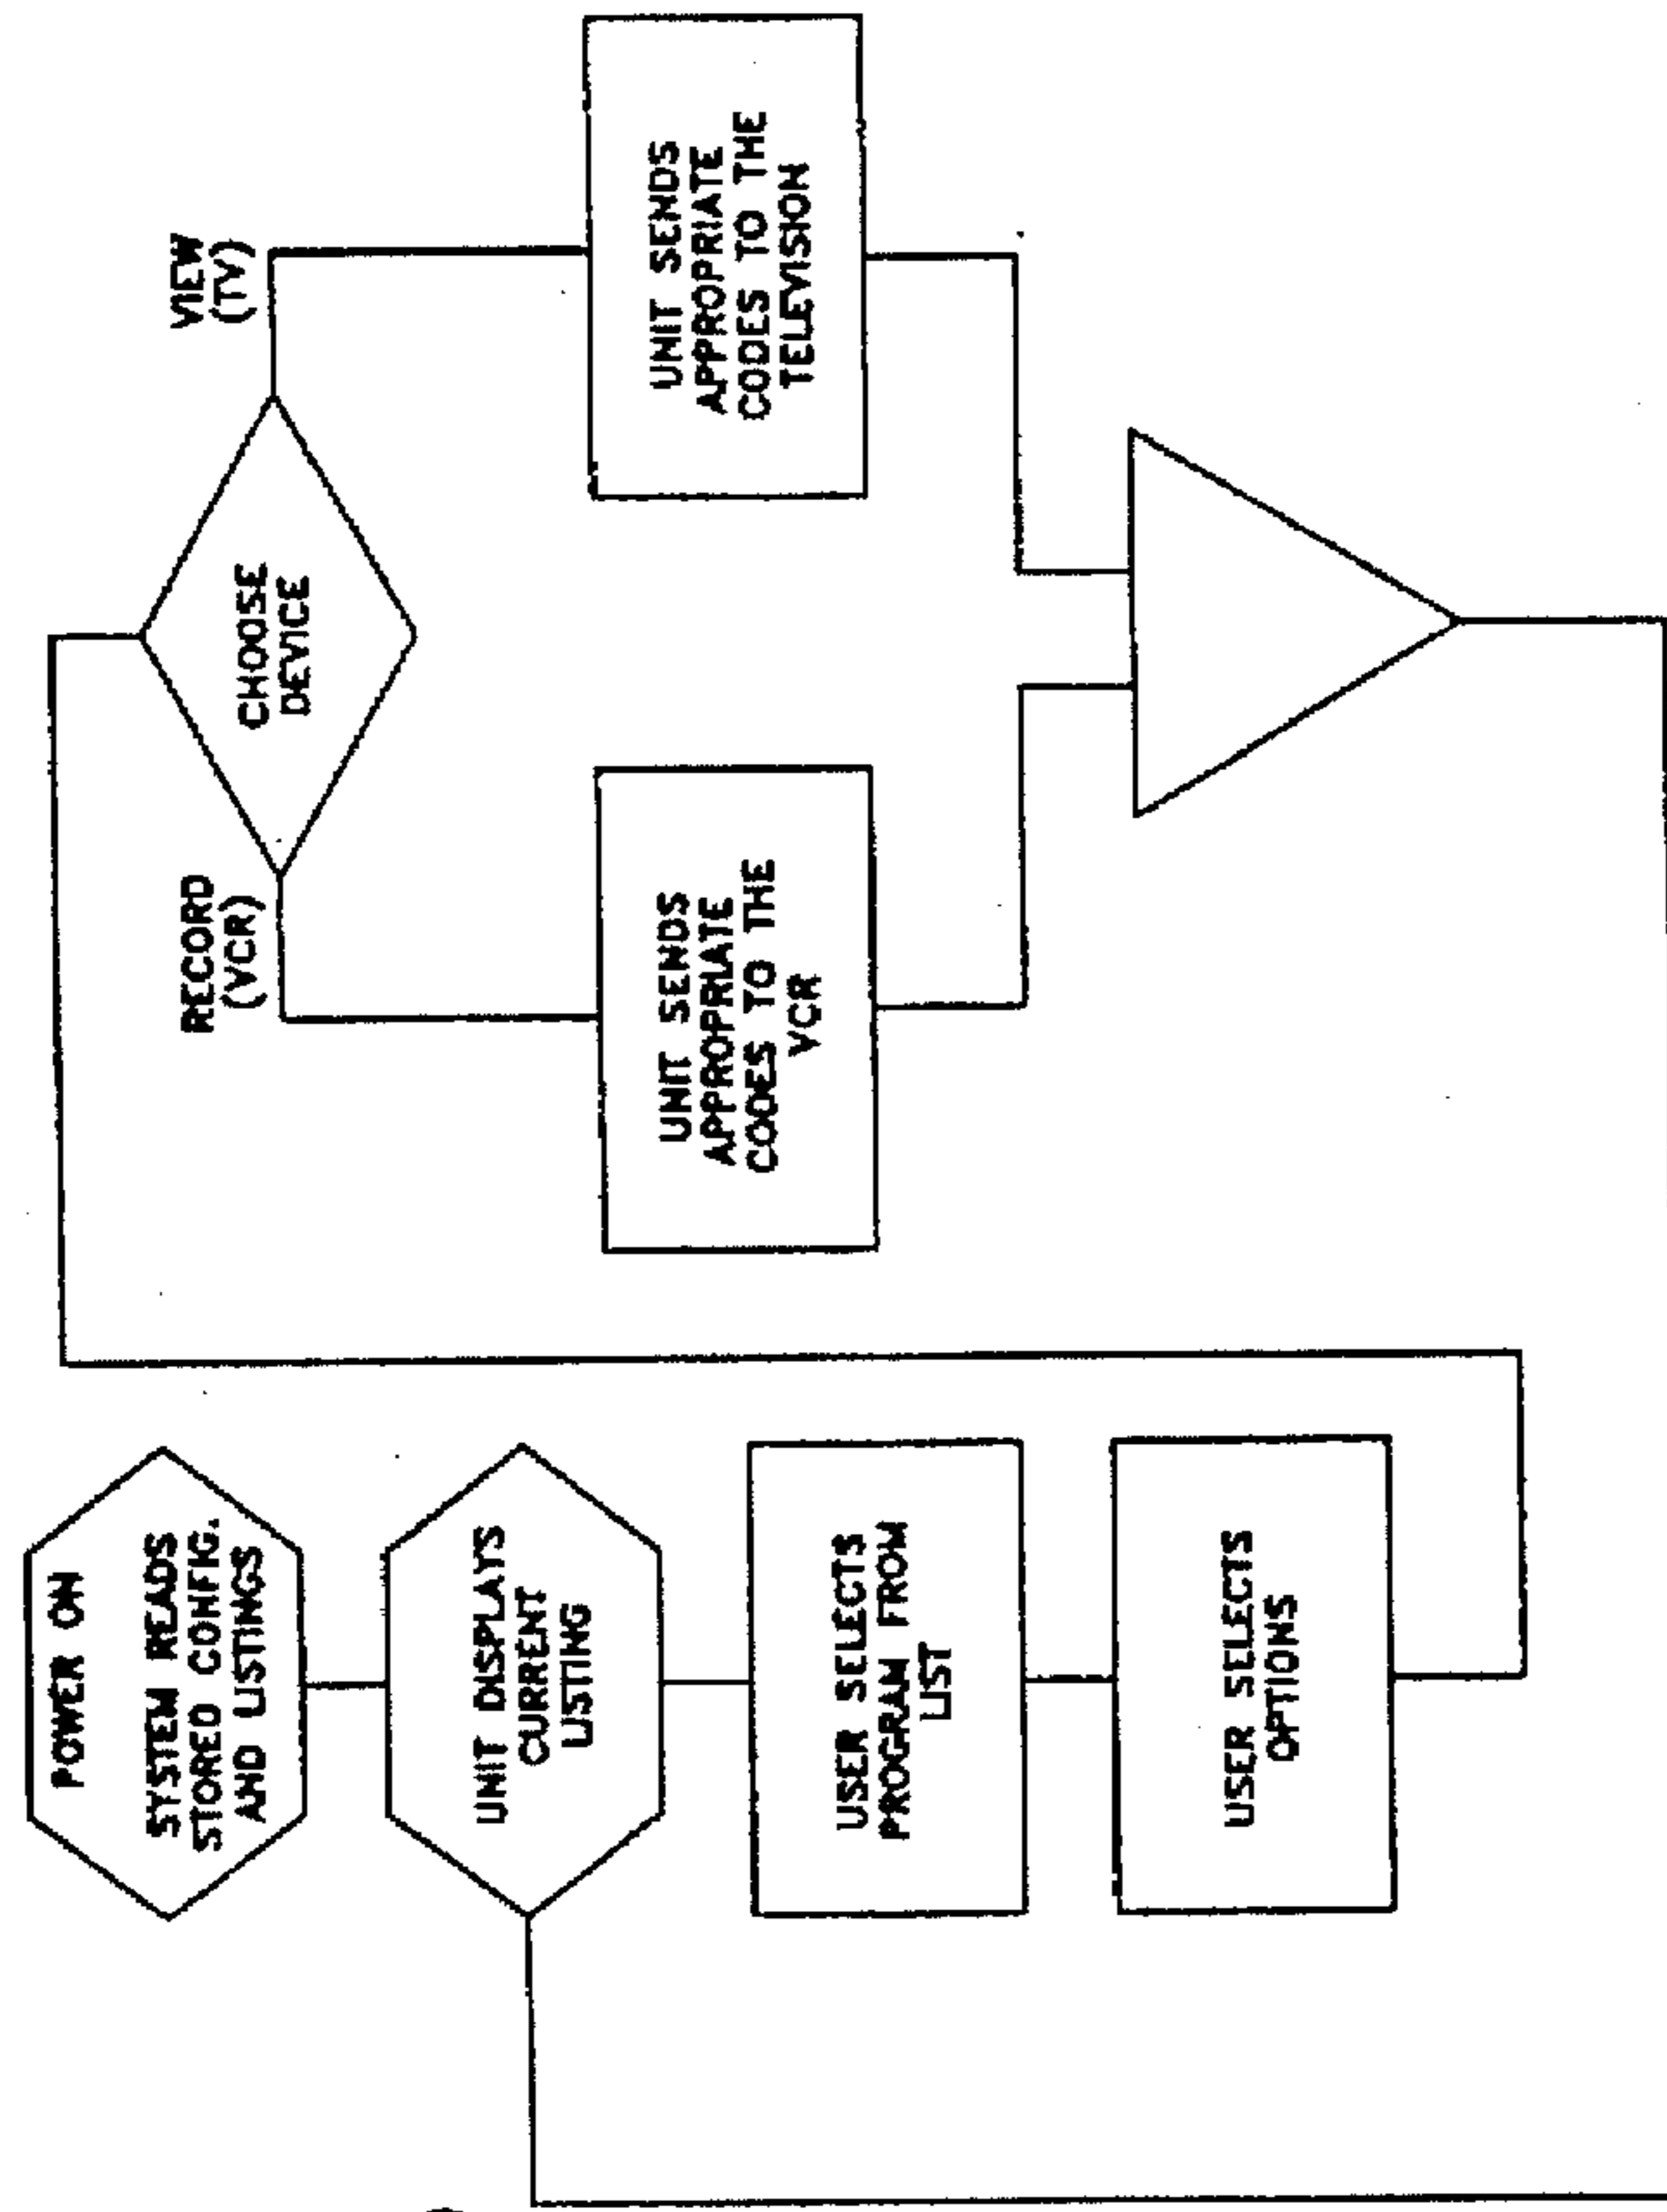 POWER ON
SYSTEM READS
STORED CONFIG.
AND LISTINGS
UNIT DISPLAYS
CURRENT
LISTING
USER SELECTS
PROGRAM FROM
LIST
USER SELECTS
OPTIONS
CHOOSE
DEVICE
RECORD
(VCR)
VIEW
(TV)
UNIT SENDS
APPROPRIATE
CODES TO THE
VCR
UNIT SENDS
APPROPRIATE
CODES TO THE
TELEVISION